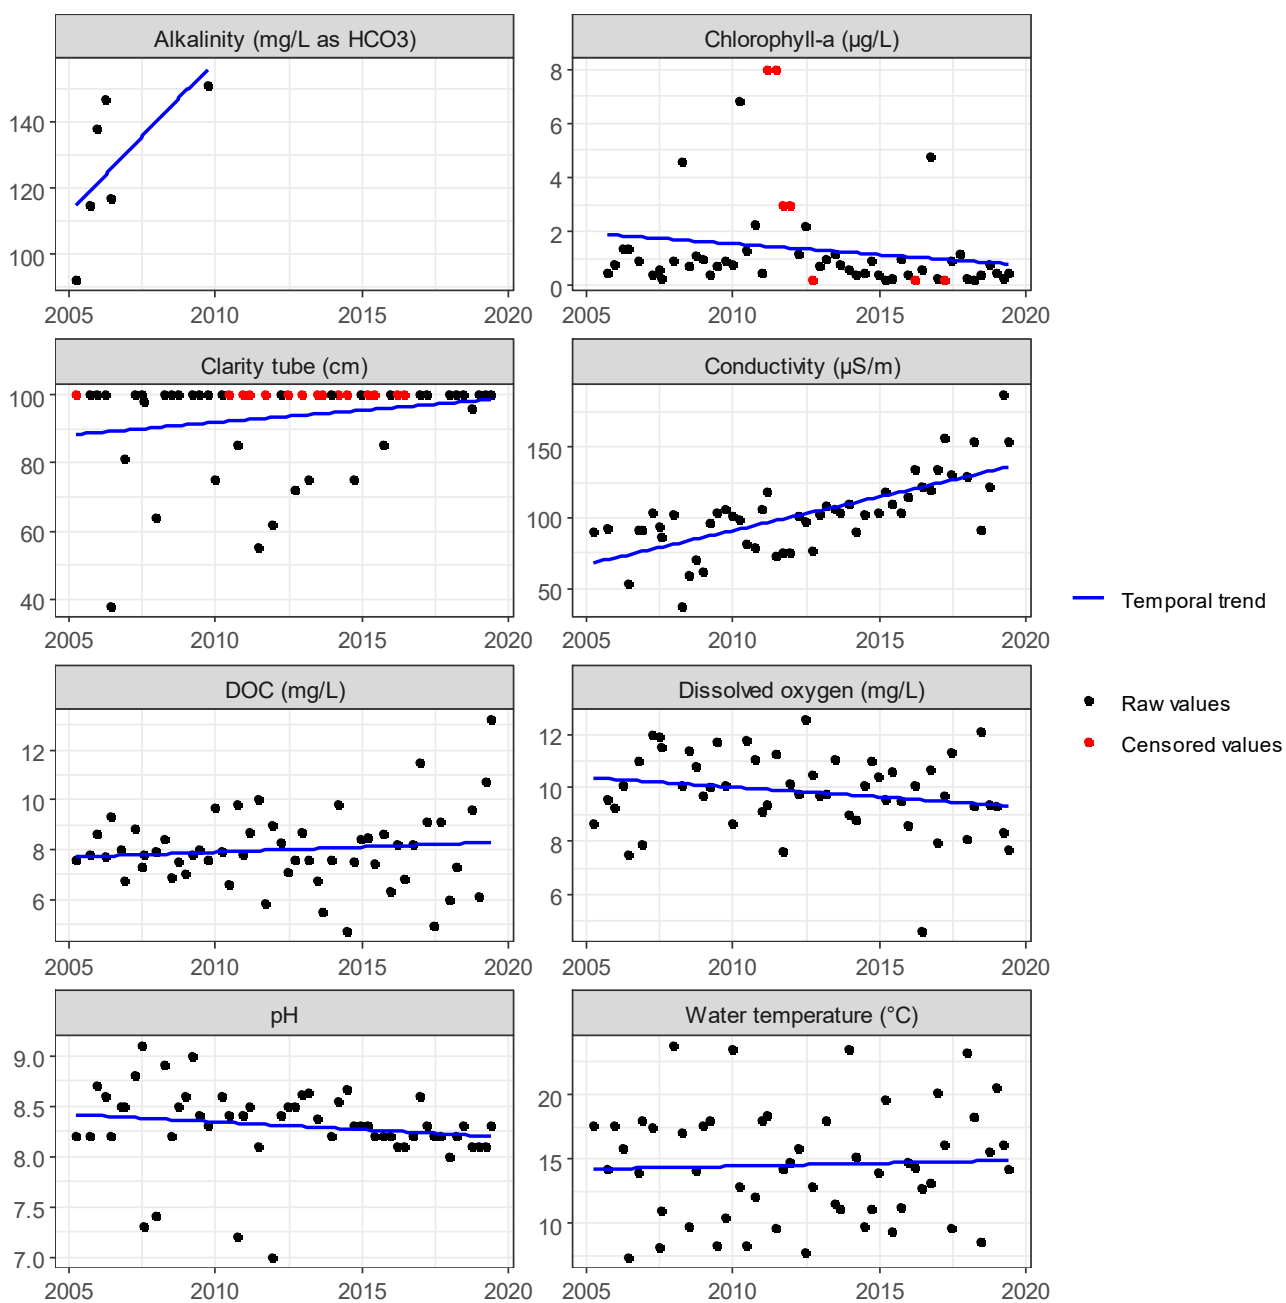 Alkalinity (mg/L as HCO3)
140
120
100
2005 2010 2015 2020
Chlorophyll-a (µg/L)
8
6
4
2
0
2005 2010 2015 2020
Clarity tube (cm)
100
80
60
40
2005 2010 2015 2020
Conductivity (µS/m)
150
100
50
2005 2010 2015 2020
DOC (mg/L)
12
10
8
6
2005 2010 2015 2020
Dissolved oxygen (mg/L)
12
10
8
6
2005 2010 2015 2020
pH
9.0
8.5
8.0
7.5
7.0
2005 2010 2015 2020
Water temperature (°C)
20
15
10
2005 2010 2015 2020
Temporal trend
Raw values
Censored values